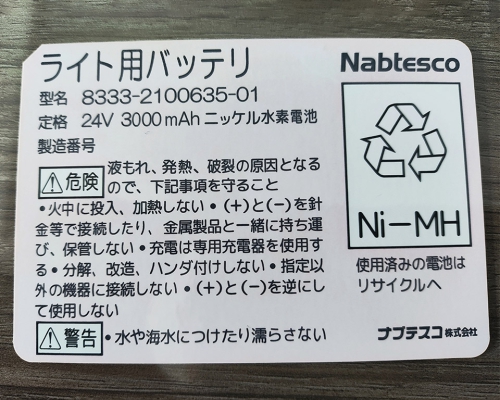 ライト用バッテリ
Nabtesco
型名 8333-2100635-01
定格 24V 3000mAh ニッケル水素電池
製造番号
危険 液もれ、発熱、破裂の原因となる
ので、下記事項を守ること
・火中に投入、加熱しない・(+)と(-)を針
金等で接続したり、金属製品と一緒に持ち運
び、保管しない・充電は専用充電器を使用す
る・分解、改造、ハンダ付けしない・指定以
外の機器に接続しない・(+)と(-)を逆にし
て使用しない
警告 ・水や海水につけたり濡らさない
Ni-MH
使用済みの電池は
リサイクルへ
ナブテスコ株式会社